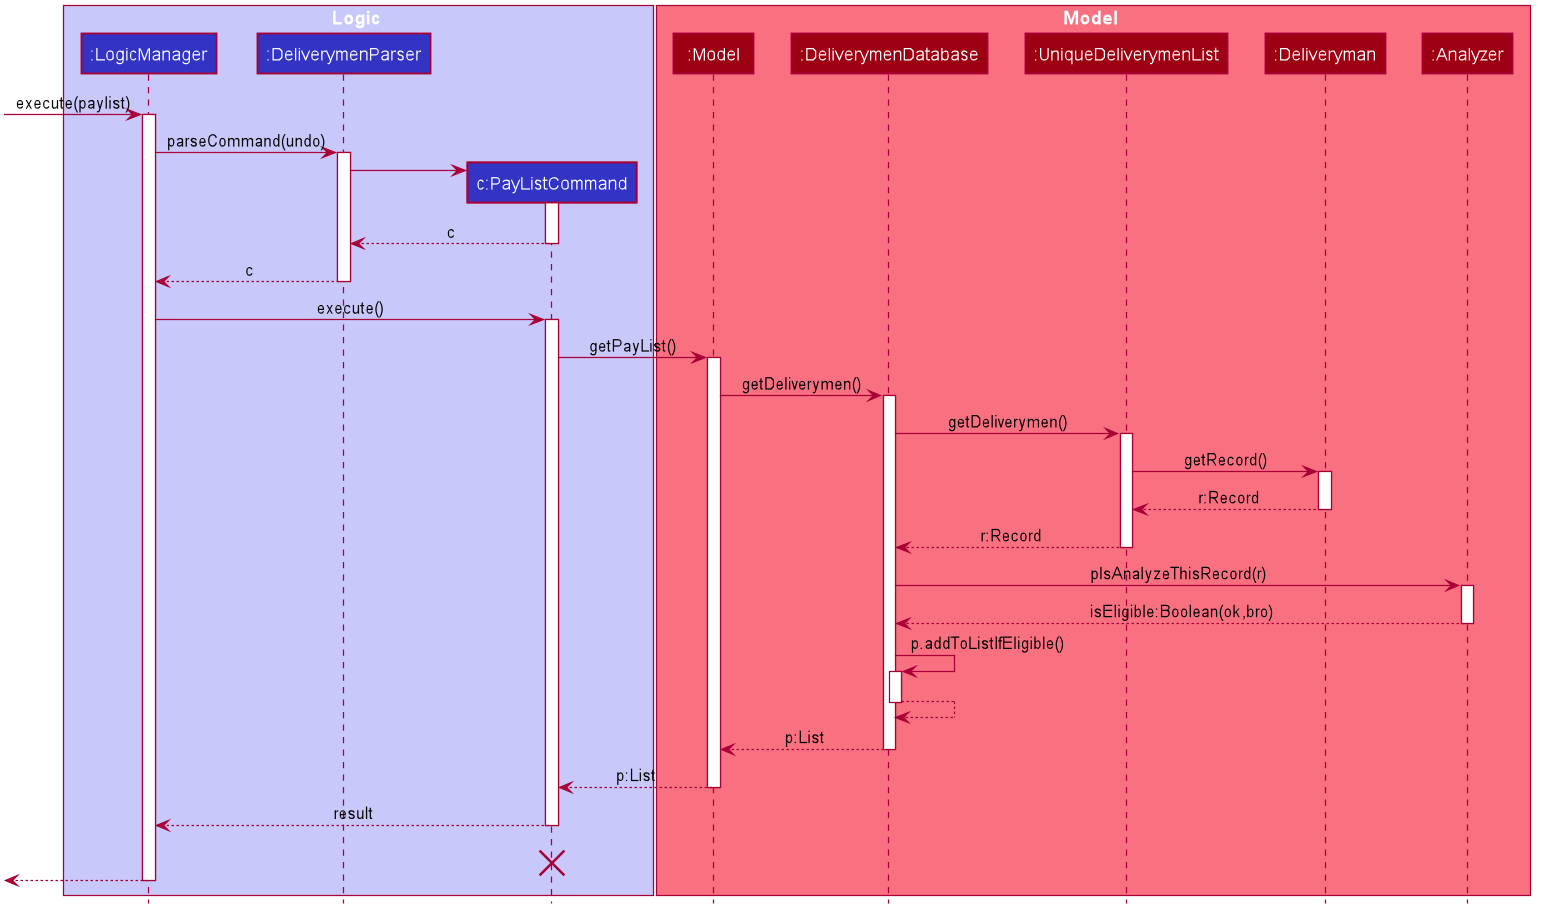 Logic
Model
:LogicManager
:DeliverymenParser
:Model
:DeliverymenDatabase
:UniqueDeliverymenList
:Deliveryman
:Analyzer
execute(paylist)
parseCommand(undo)
c:PayListCommand
c
c
execute()
getPayList()
getDeliverymen()
getDeliverymen()
getRecord()
r:Record
r:Record
plsAnalyzeThisRecord(r)
isEligible:Boolean(ok,bro)
p.addToListIfEligible()
p:List
p:List
result